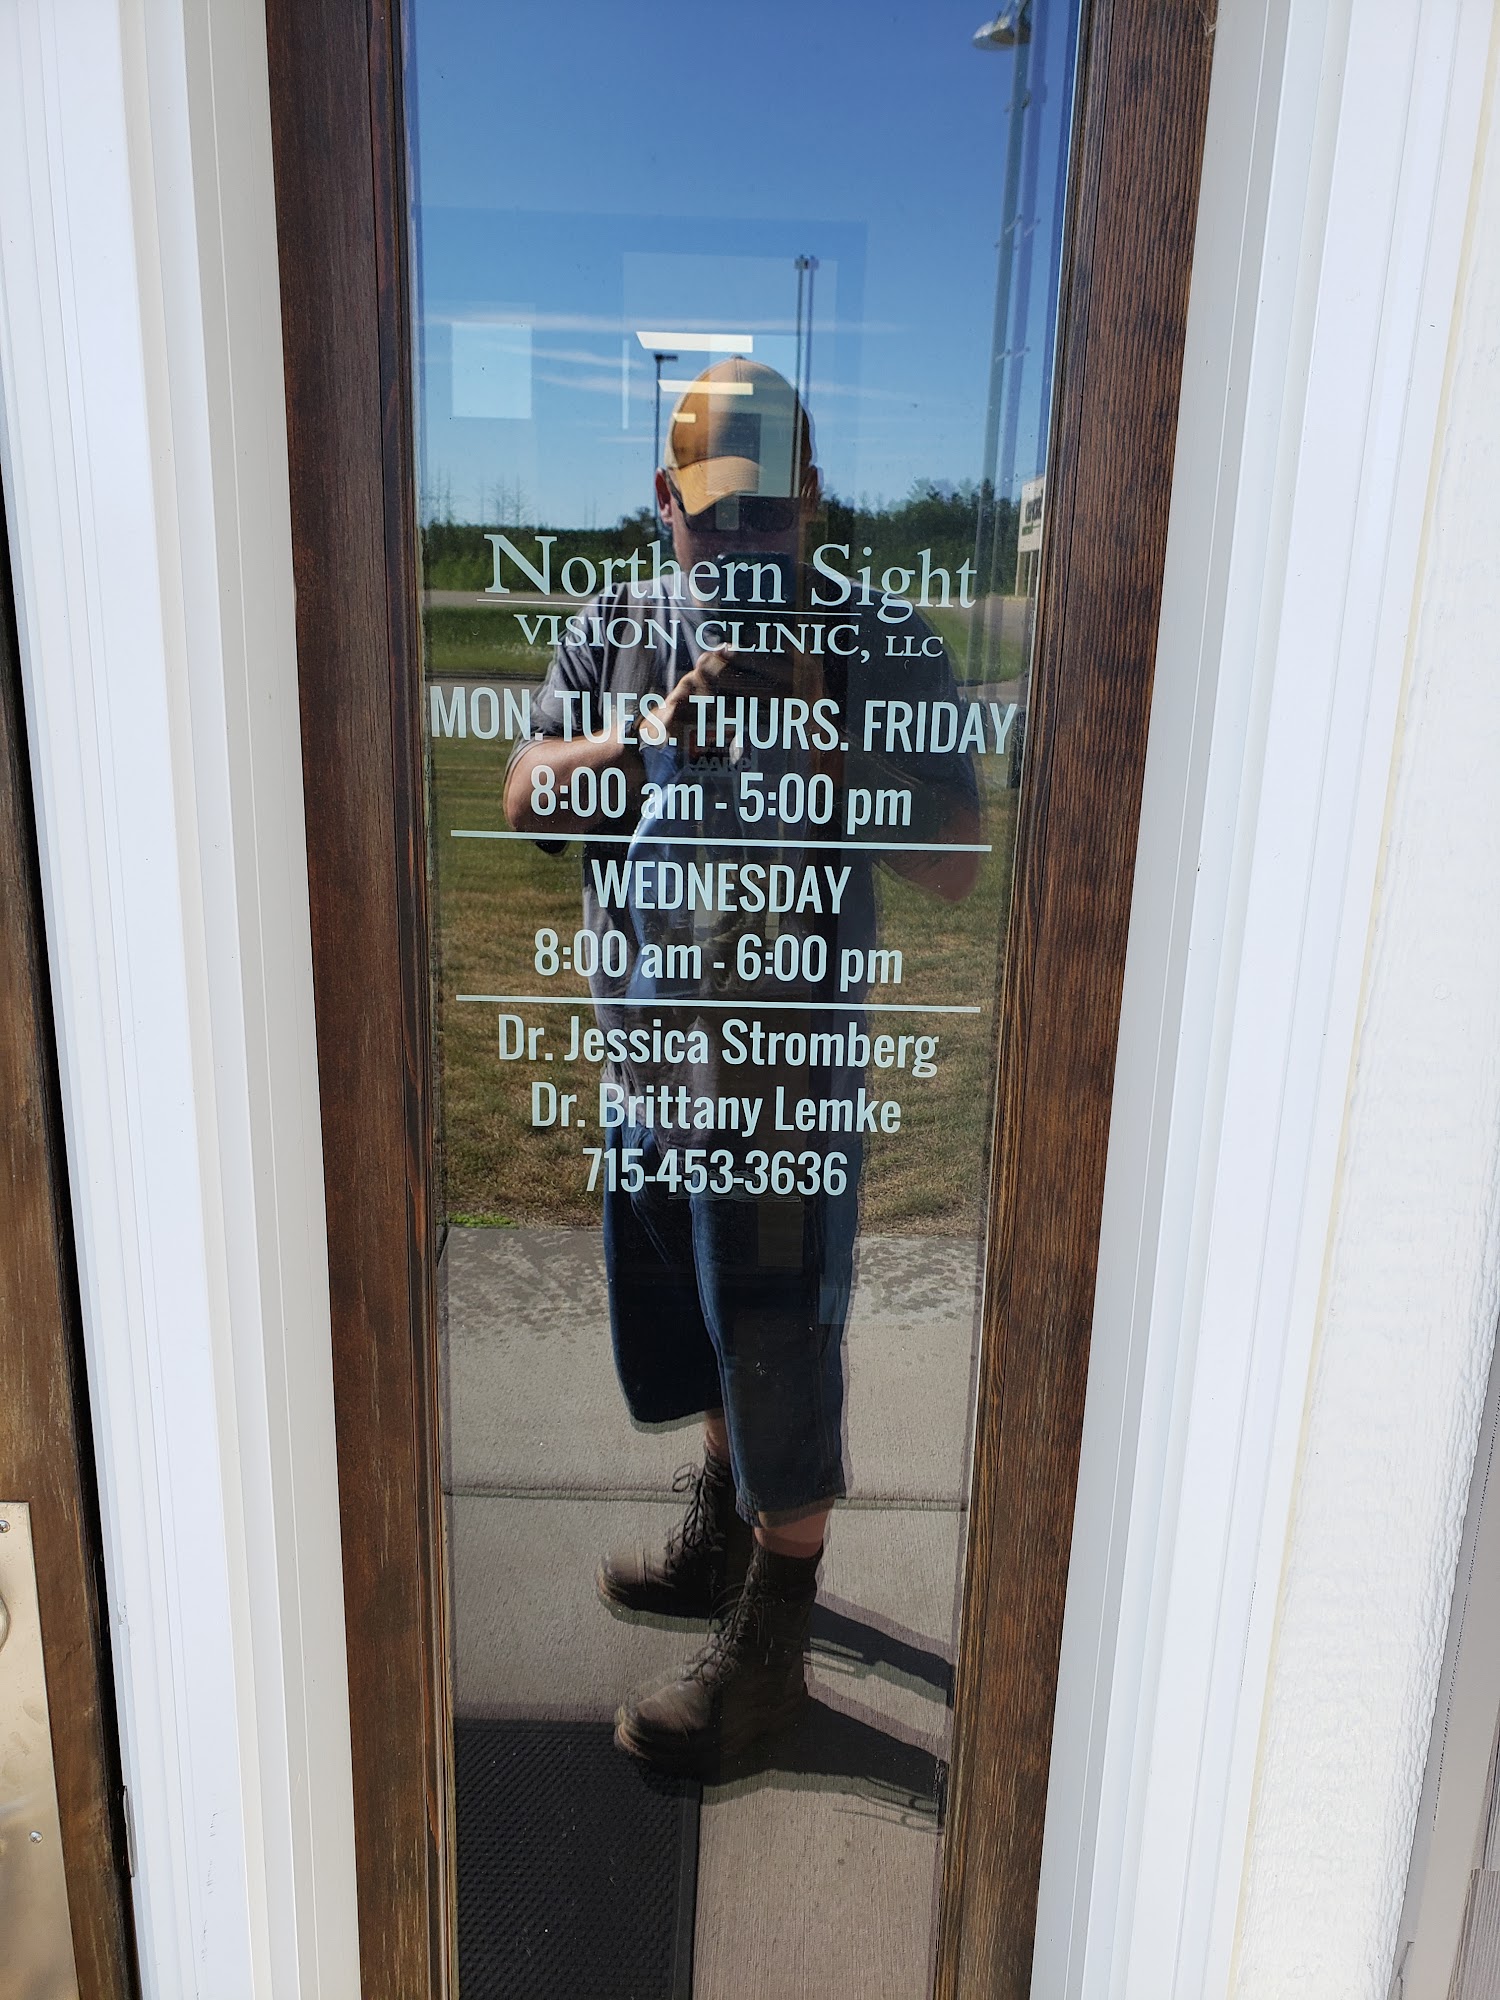 Northern Sight
VISION CLINIC, LLC
MON. TUES. THURS. FRIDAY
8:00 am - 5:00 pm
WEDNESDAY
8:00 am - 6:00 pm
Dr. Jessica Stromberg
Dr. Brittany Lemke
715-453-3636